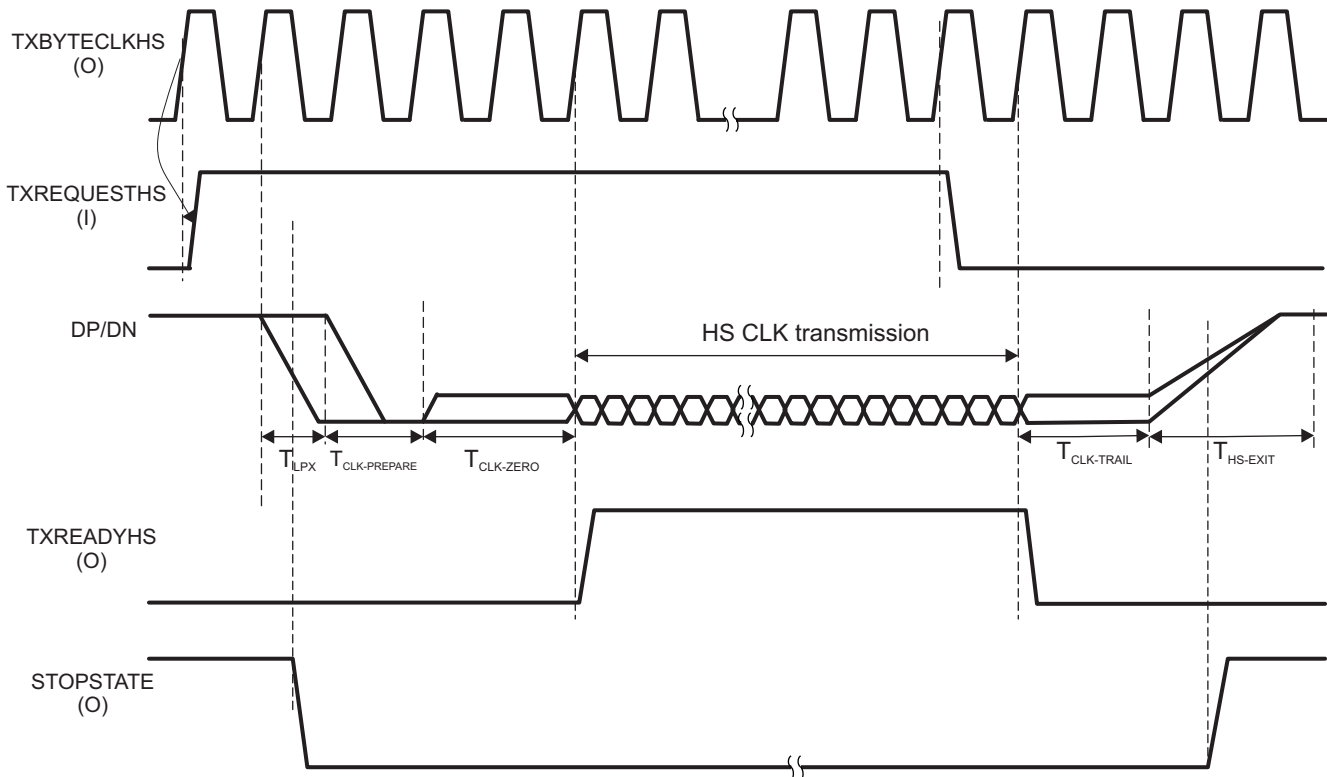 TXBYTECLKHS
(O)
TXREQUESTHS
(I)
DP/DN
HS CLK transmission
TLPX
TCLK-PREPARE
TCLK-ZERO
TCLK-TRAIL
THS-EXIT
TXREADYHS
(O)
STOPSTATE
(O)